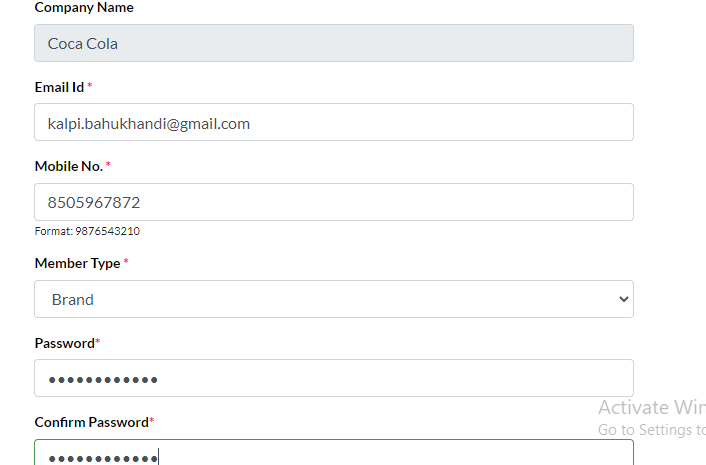 Company Name
Coca Cola
Email Id *
kalpi.bahukhandi@gmail.com
Mobile No. *
8505967872
Format: 9876543210
Member Type *
Brand
Password*
••••••••••••
Activate Win
Confirm Password*
Go to Settings to
••••••••••••